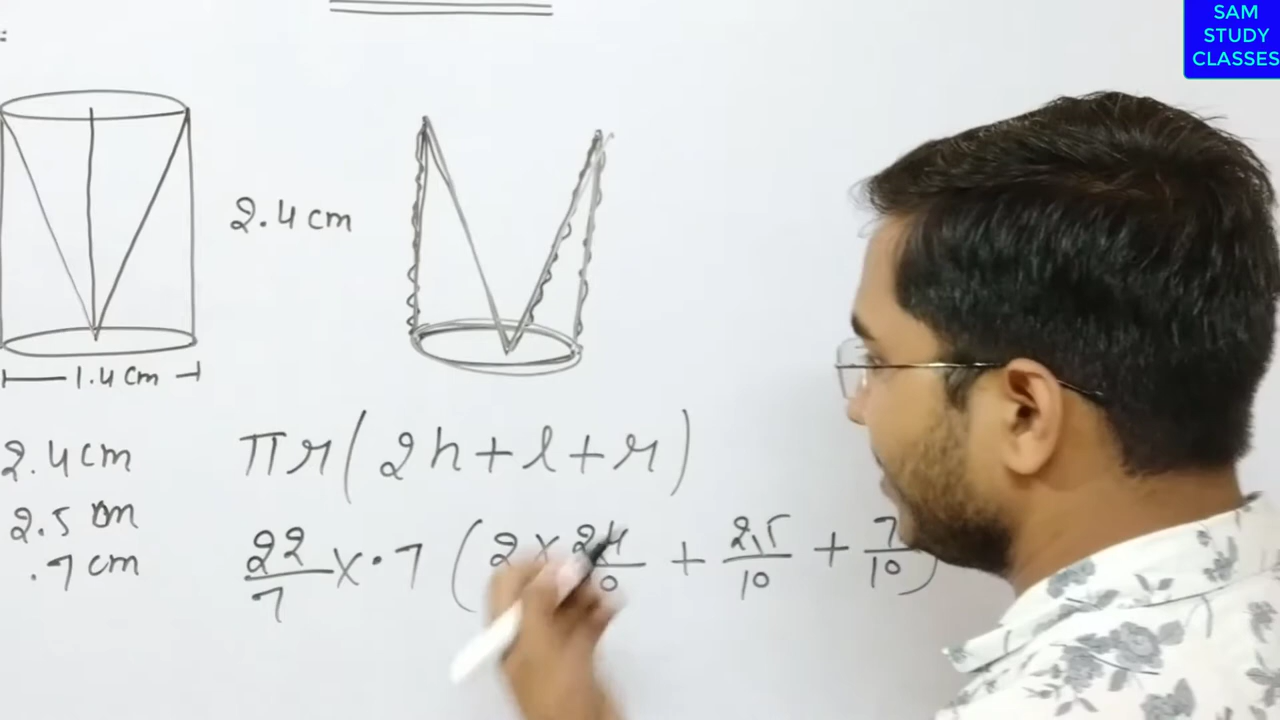 SAM
STUDY
CLASSES
2.4 cm
1.4 cm
2.4 cm
2.5 cm
.7 cm
πr(2h+l+r)
22/7 × .7 (2 × 24/10 + 25/10 + 7/10)